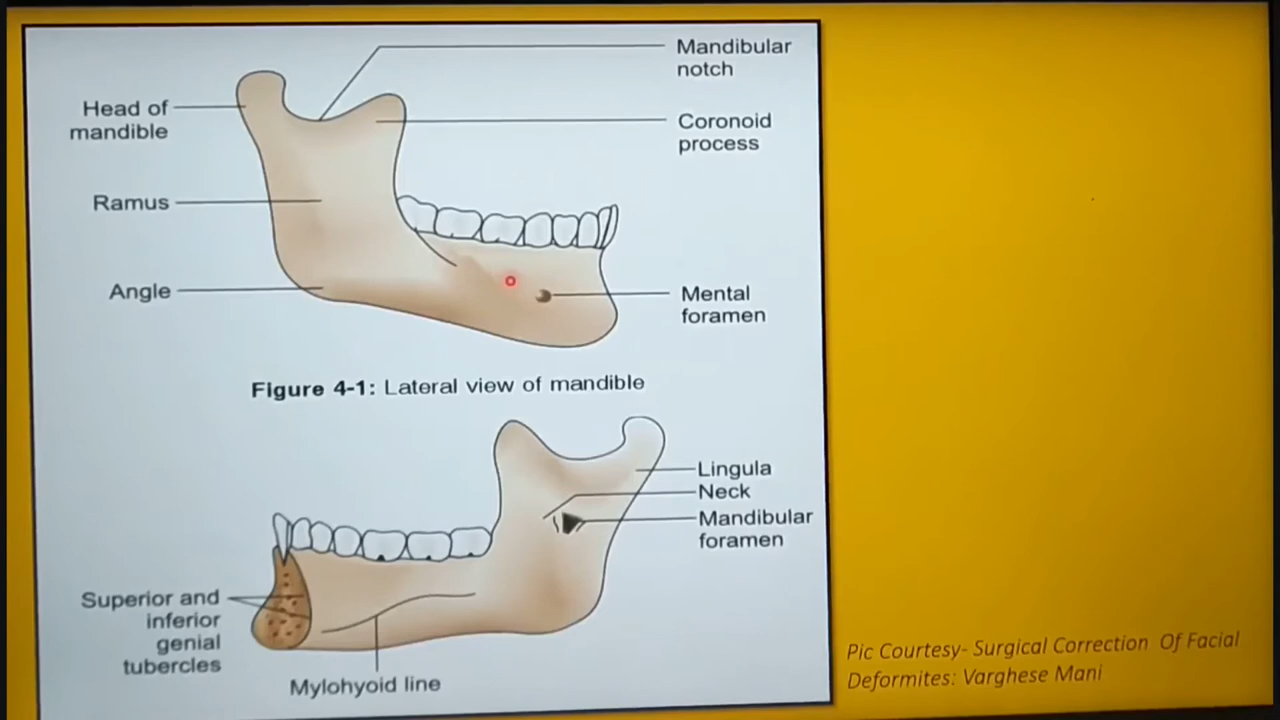 Mandibular
notch
Head of
mandible
Coronoid
process
Ramus
Angle
Mental
foramen
Figure 4-1: Lateral view of mandible
Lingula
Neck
Mandibular
foramen
Superior and
inferior
genial
tubercles
Mylohyoid line
Pic Courtesy- Surgical Correction Of Facial
Deformites: Varghese Mani